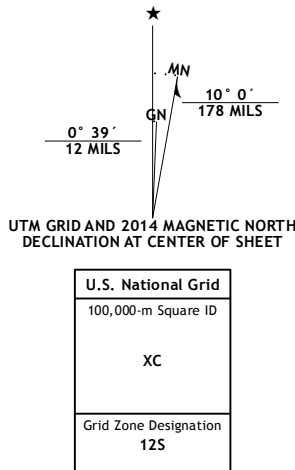 ★
MN
GN
10° 0´
178 MILS
0° 39´
12 MILS
UTM GRID AND 2014 MAGNETIC NORTH
DECLINATION AT CENTER OF SHEET
U.S. National Grid
100,000-m Square ID
XC
Grid Zone Designation
12S